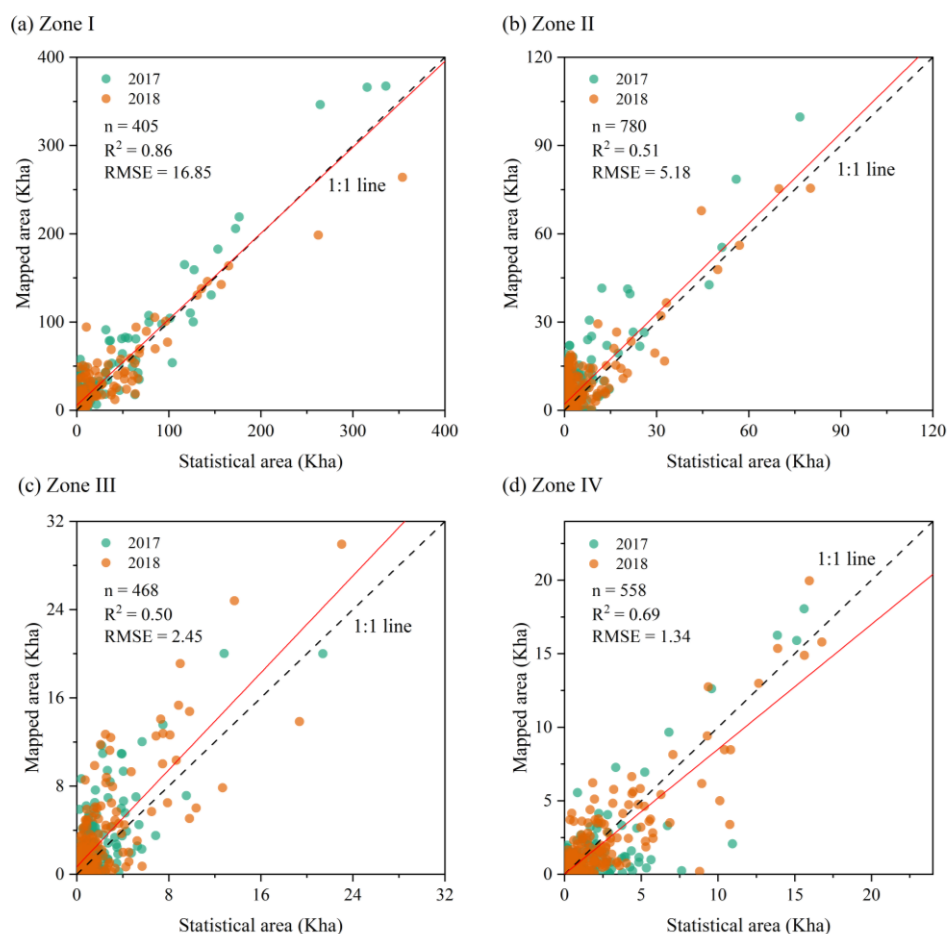 (a) Zone I
400
300
200
100
0
Mapped area (Kha)
2017
2018
n = 405
R² = 0.86
RMSE = 16.85
1:1 line
0 100 200 300 400
Statistical area (Kha)
(b) Zone II
120
90
60
30
0
Mapped area (Kha)
2017
2018
n = 780
R² = 0.51
RMSE = 5.18
1:1 line
0 30 60 90 120
Statistical area (Kha)
(c) Zone III
32
24
16
8
0
Mapped area (Kha)
2017
2018
n = 468
R² = 0.50
RMSE = 2.45
1:1 line
0 8 16 24 32
Statistical area (Kha)
(d) Zone IV
20
15
10
5
0
Mapped area (Kha)
2017
2018
n = 558
R² = 0.69
RMSE = 1.34
1:1 line
0 5 10 15 20
Statistical area (Kha)